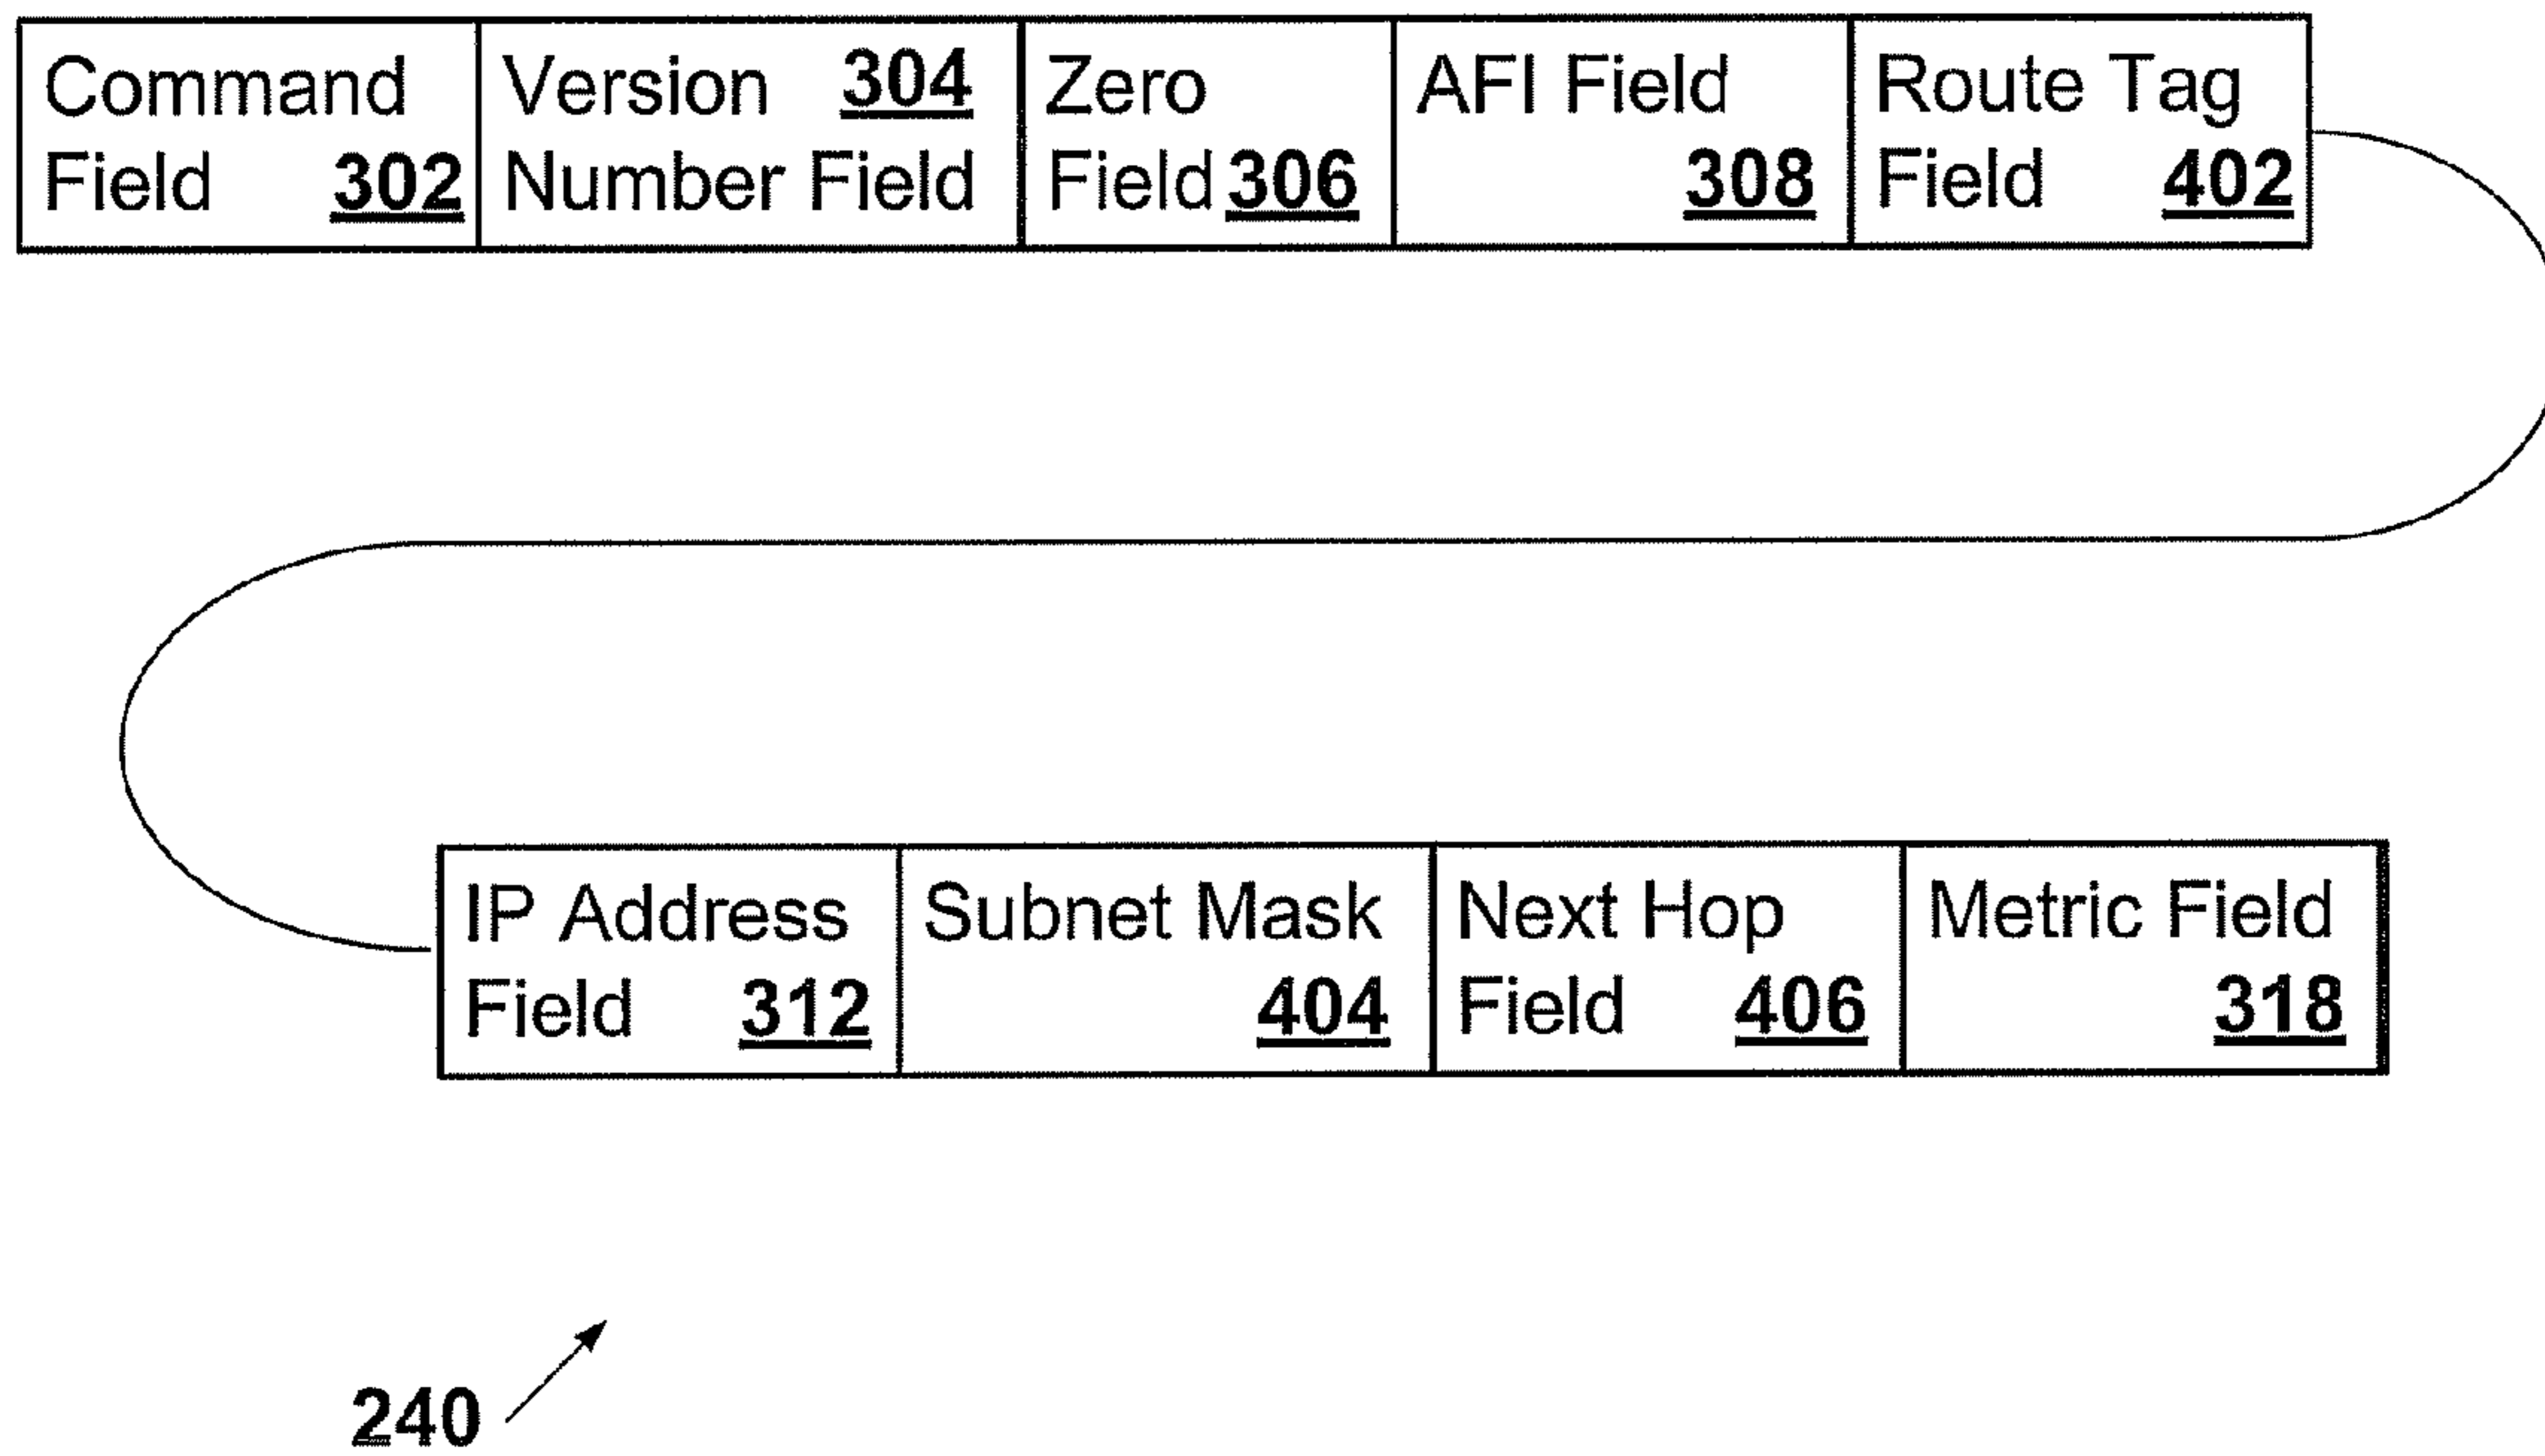 Command
Field 302
Version 304
Number Field
Zero
Field 306
AFI Field
308
Route Tag
Field 402
IP Address
Field 312
Subnet Mask
404
Next Hop
Field 406
Metric Field
318
240